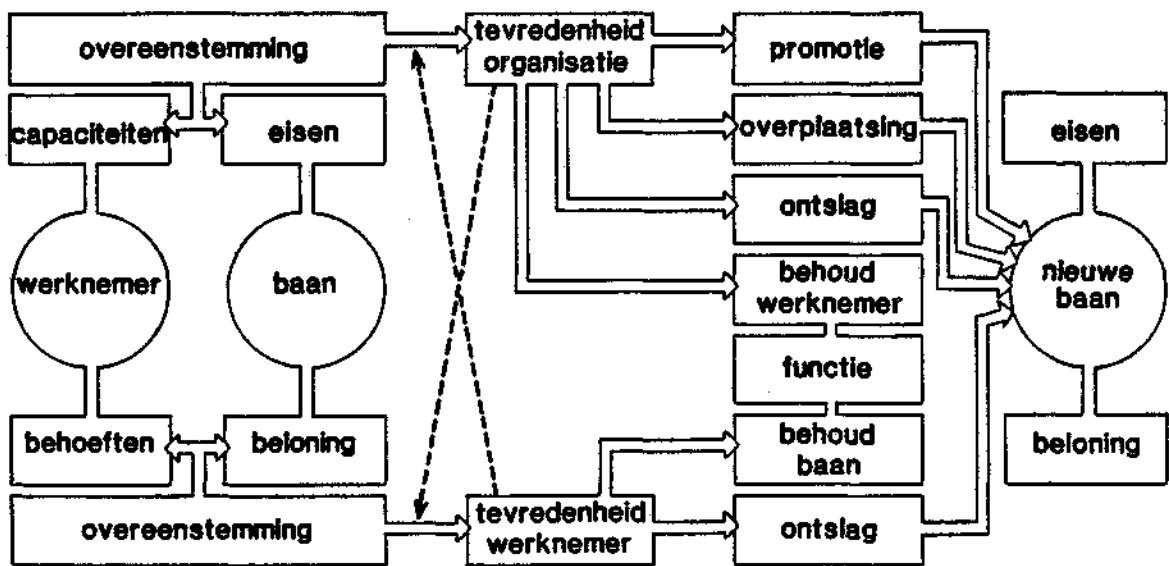 overeenstemming
tevredenheid
organisatie
promotie
capaciteiten
eisen
overplaatsing
eisen
ontslag
werknemer
baan
behoud
werknemer
nieuwe
baan
functie
behoeften
beloning
behoud
baan
beloning
overeenstemming
tevredenheid
werknemer
ontslag